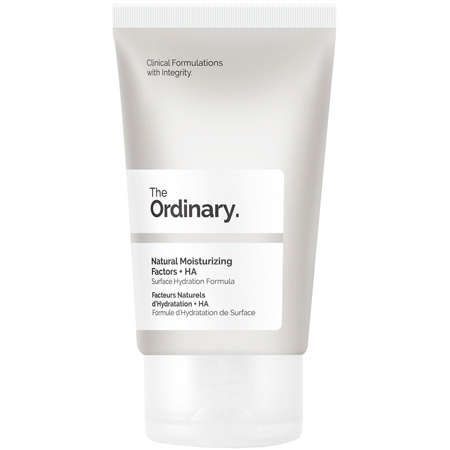 Clinical Formulations
with Integrity.
The
Ordinary.
Natural Moisturizing
Factors + HA
Surface Hydration Formula
Facteurs Naturels
d'Hydratation + HA
Formule d'Hydratation de Surface